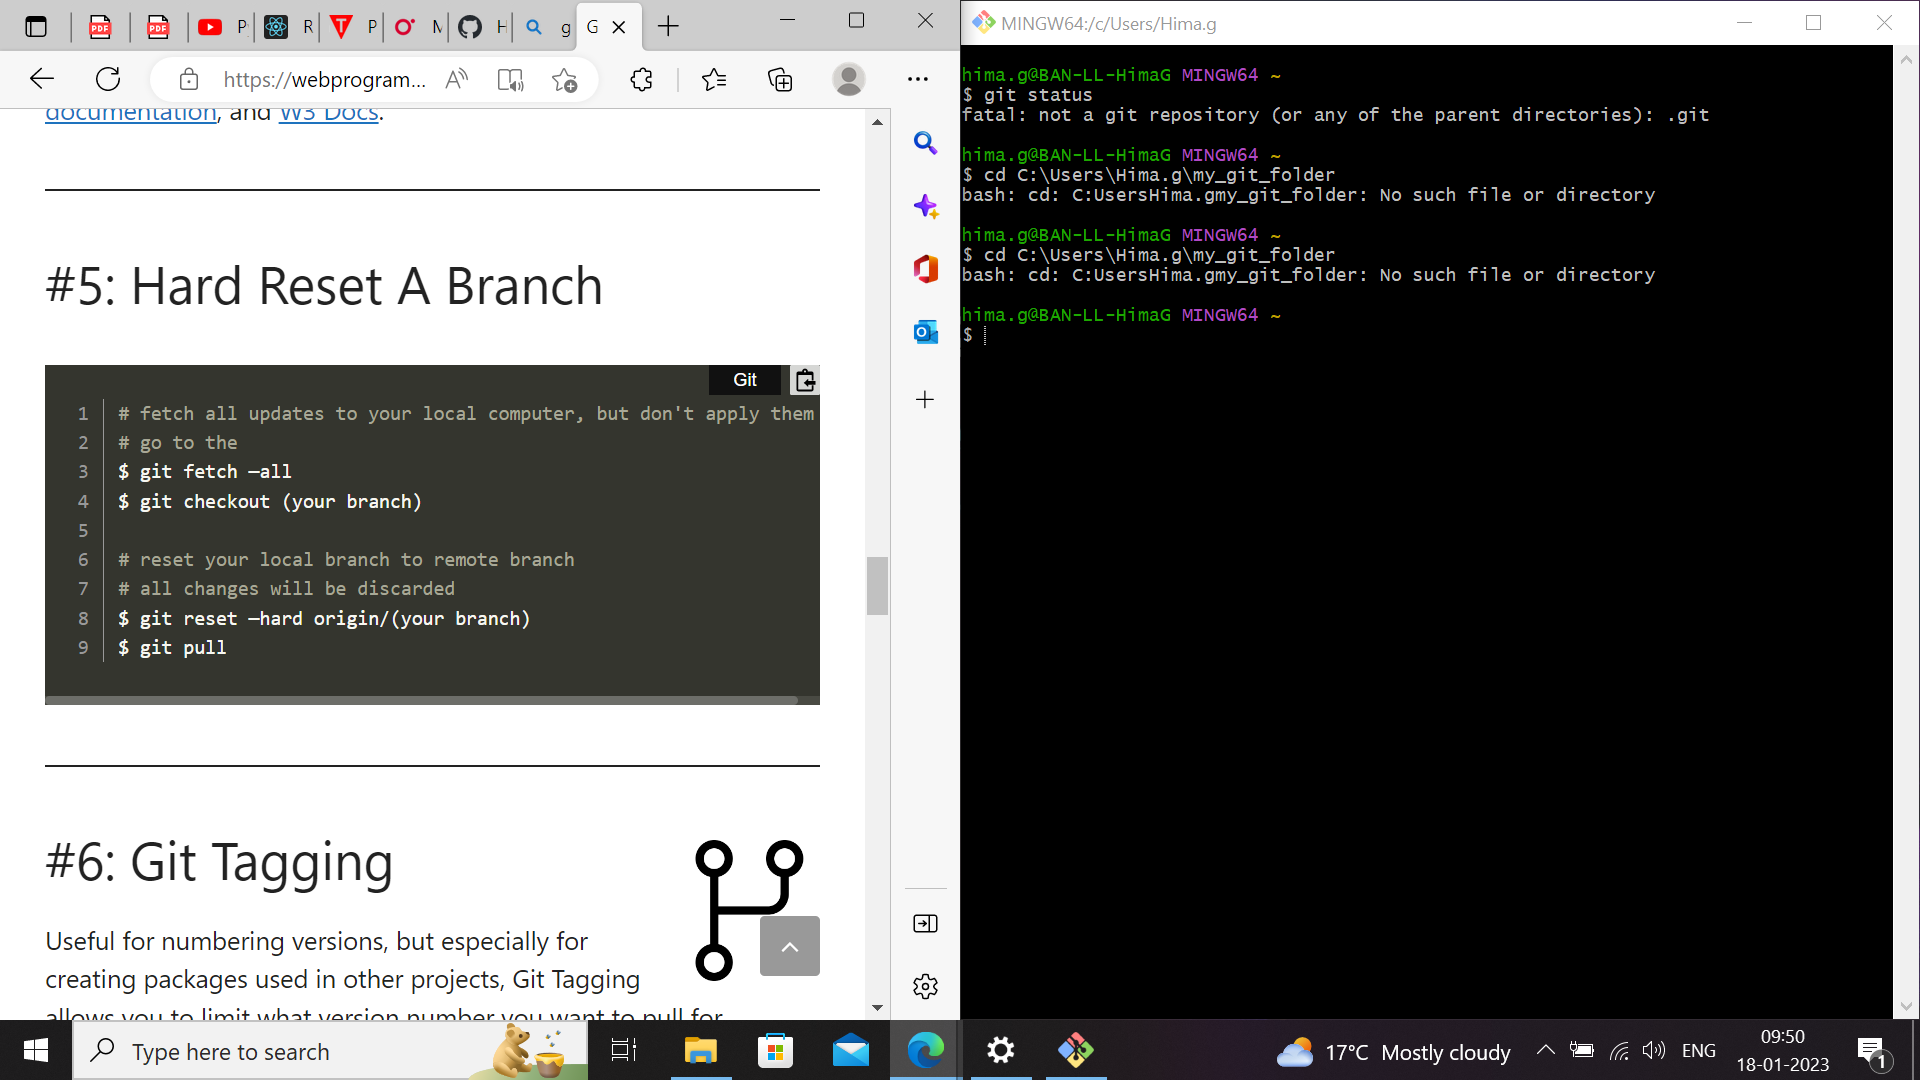 P
R
P
M
H
g
G
https://webprogram...
documentation, and W3 Docs.
#5: Hard Reset A Branch
Git
1 # fetch all updates to your local computer, but don't apply them
2 # go to the
3 $ git fetch —all
4 $ git checkout (your branch)
5
6 # reset your local branch to remote branch
7 # all changes will be discarded
8 $ git reset —hard origin/(your branch)
9 $ git pull
#6: Git Tagging
Useful for numbering versions, but especially for
creating packages used in other projects, Git Tagging
allows you to limit what version number you want to pull for
MINGW64:/c/Users/Hima.g
hima.g@BAN-LL-HimaG MINGW64 ~
$ git status
fatal: not a git repository (or any of the parent directories): .git
hima.g@BAN-LL-HimaG MINGW64 ~
$ cd C:\Users\Hima.g\my_git_folder
bash: cd: C:UsersHima.gmy_git_folder: No such file or directory
hima.g@BAN-LL-HimaG MINGW64 ~
$ cd C:\Users\Hima.g\my_git_folder
bash: cd: C:UsersHima.gmy_git_folder: No such file or directory
hima.g@BAN-LL-HimaG MINGW64 ~
$
Type here to search
17°C Mostly cloudy
ENG
09:50
18-01-2023
1